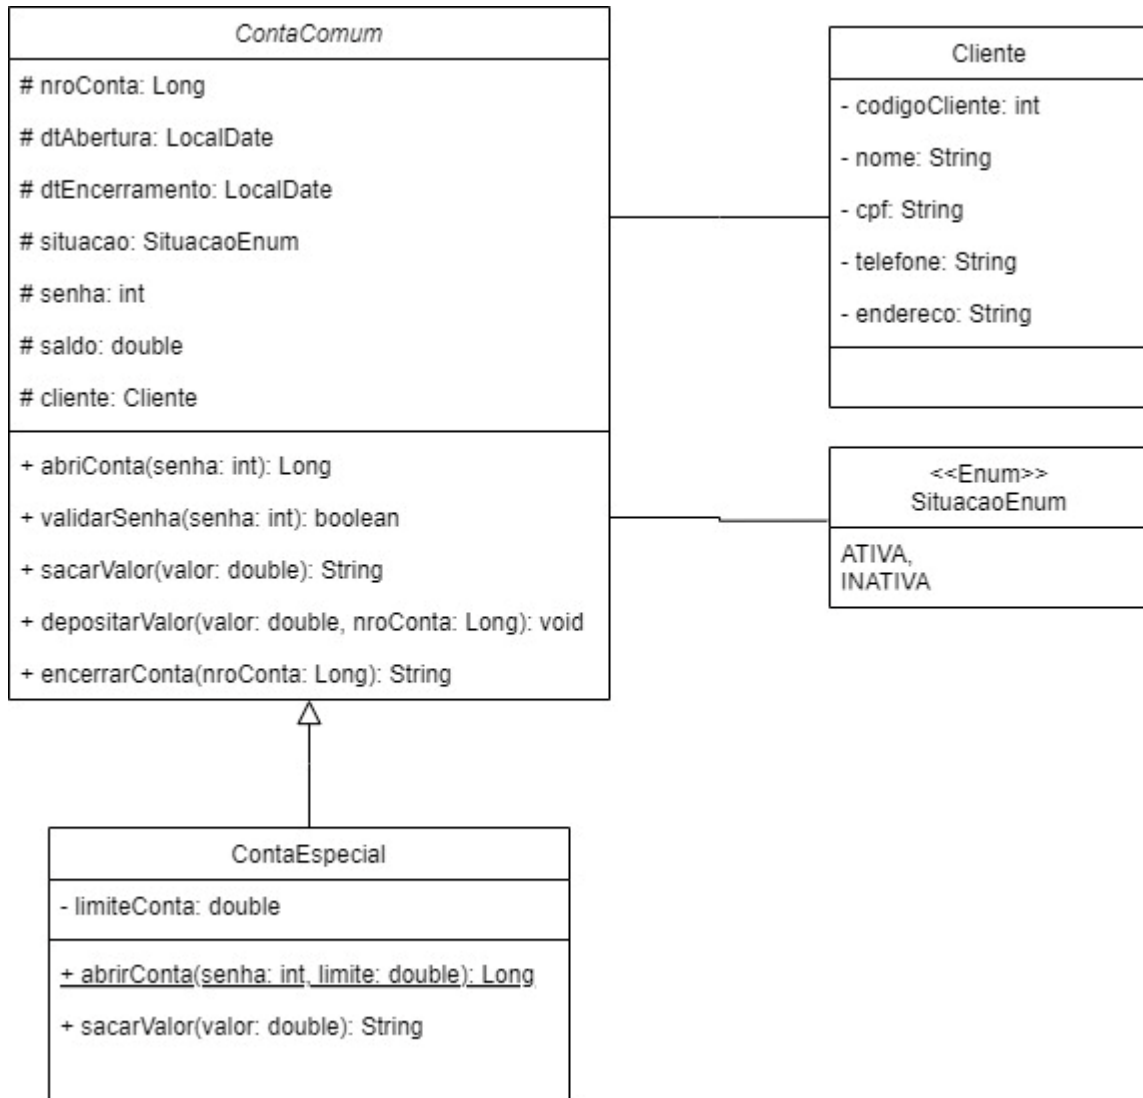 ContaComum
# nroConta: Long
# dtAbertura: LocalDate
# dtEncerramento: LocalDate
# situacao: SituacaoEnum
# senha: int
# saldo: double
# cliente: Cliente
+ abriConta(senha: int): Long
+ validarSenha(senha: int): boolean
+ sacarValor(valor: double): String
+ depositarValor(valor: double, nroConta: Long): void
+ encerrarConta(nroConta: Long): String
Cliente
- codigoCliente: int
- nome: String
- cpf: String
- telefone: String
- endereco: String
<<Enum>>
SituacaoEnum
ATIVA,
INATIVA
ContaEspecial
- limiteConta: double
+ abrirConta(senha: int, limite: double): Long
+ sacarValor(valor: double): String